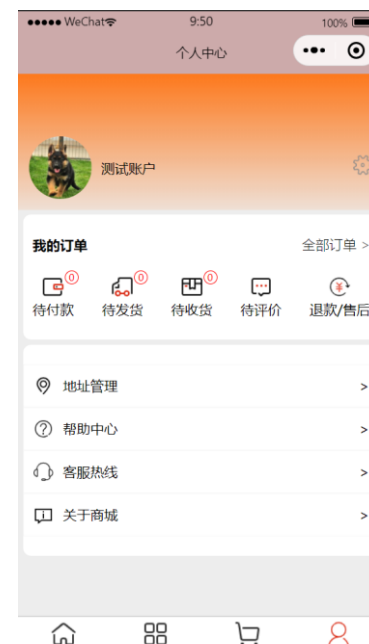 WeChat 9:50 100%
个人中心
测试账户
我的订单 全部订单 >
0 0 0
待付款 待发货 待收货 待评价 退款/售后
地址管理 >
帮助中心 >
客服热线 >
关于商城 >